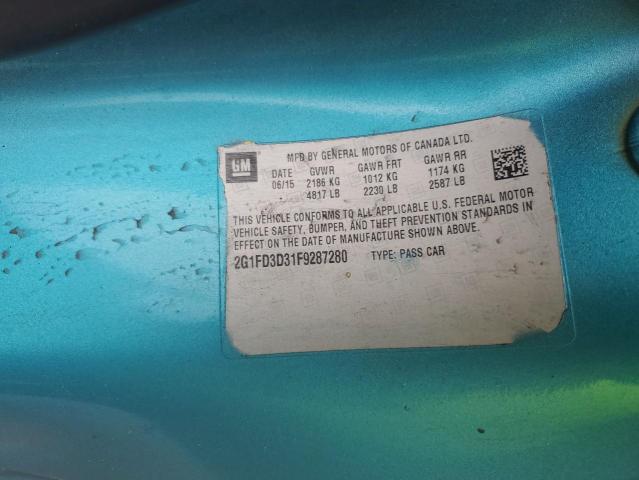 GM
MFD BY GENERAL MOTORS OF CANADA LTD.
DATE GVWR GAWR FRT GAWR RR
06/15 2186 KG 1012 KG 1174 KG
4817 LB 2230 LB 2587 LB
THIS VEHICLE CONFORMS TO ALL APPLICABLE U.S. FEDERAL MOTOR
VEHICLE SAFETY, BUMPER, AND THEFT PREVENTION STANDARDS IN
EFFECT ON THE DATE OF MANUFACTURE SHOWN ABOVE.
2G1FD3D31F9287280 TYPE: PASS CAR